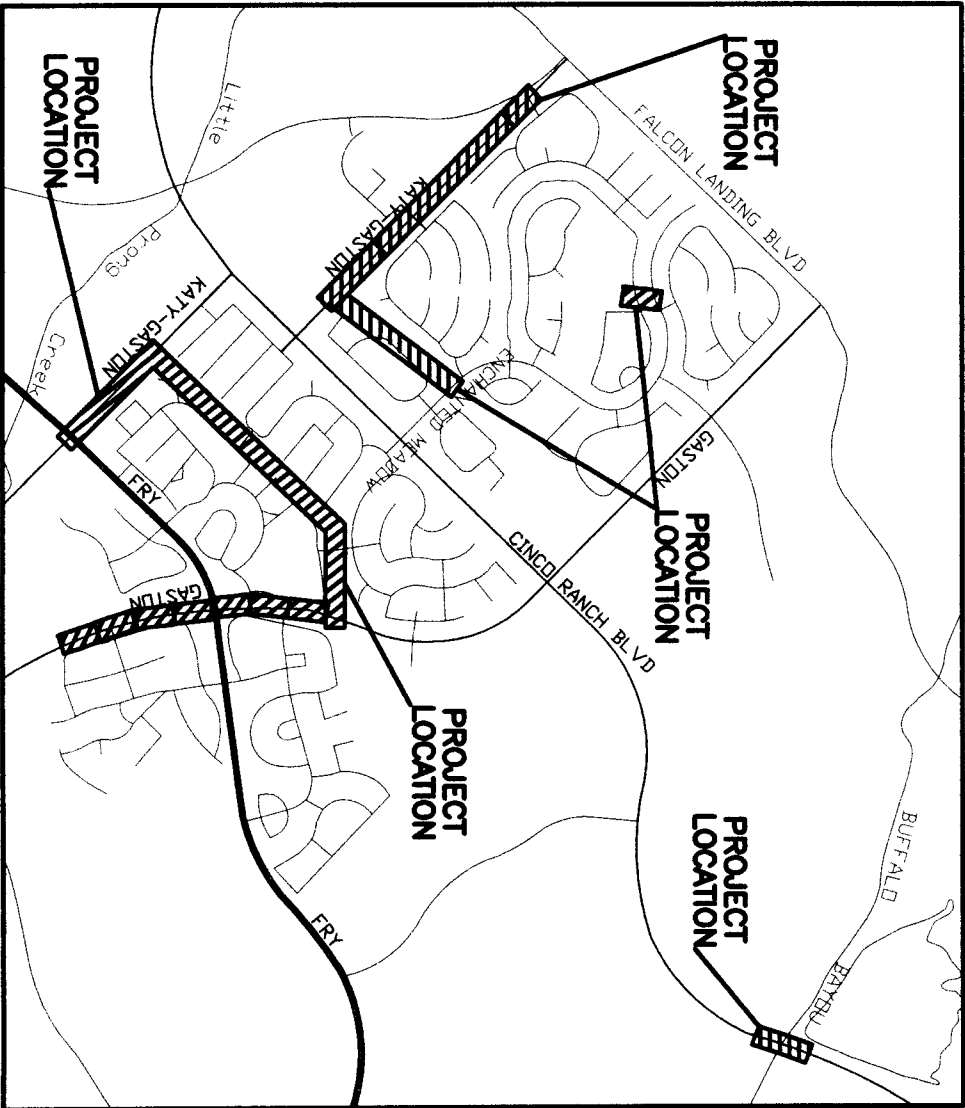 PROJECT
LOCATION
PROJECT
LOCATION
FALCON LANDING BLVD
Little
Prong
Creek
KATY-GASTON
KATY-GASTON
ENCHANTED MEADOW
GASTON
PROJECT
LOCATION
CINCO RANCH BLVD
FRY
GASTON
PROJECT
LOCATION
PROJECT
LOCATION
BUFFALO
BAYOU
FRY